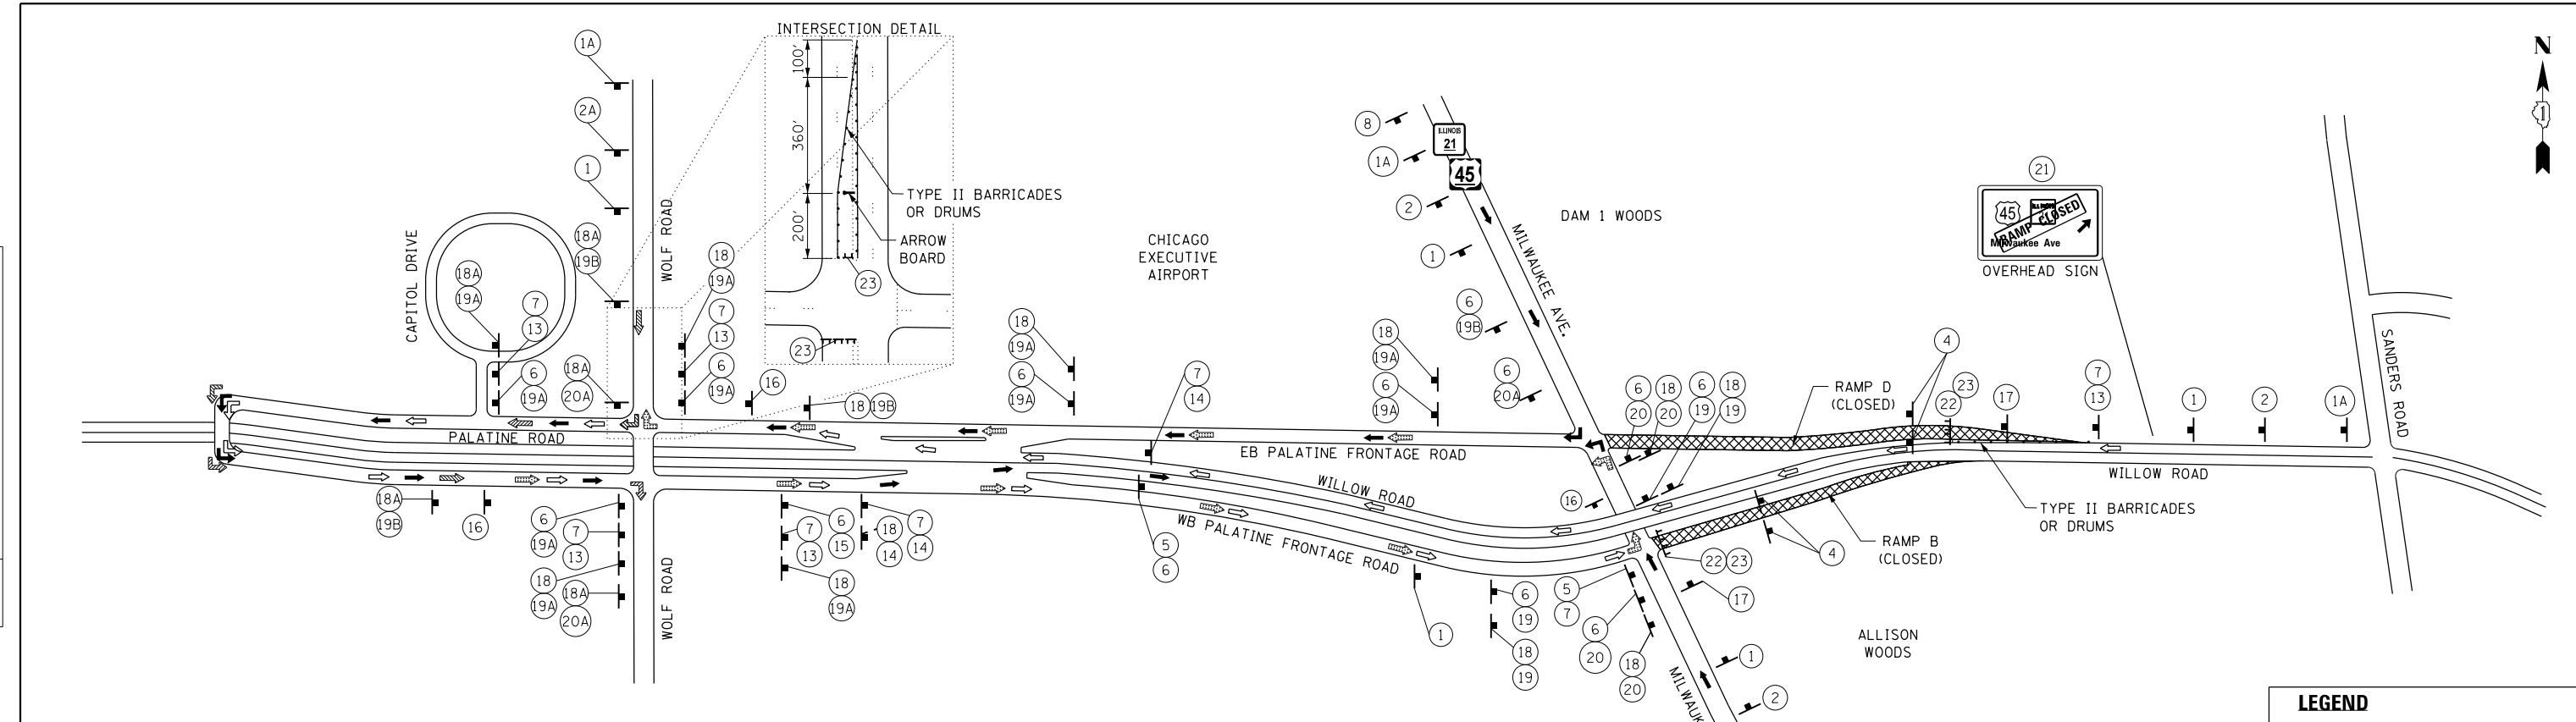 INTERSECTION DETAIL
100'
360'
200'
TYPE II BARRICADES
OR DRUMS
ARROW
BOARD
23
23
1A
2A
1
18A
19B
WOLF ROAD
CAPITOL DRIVE
18A
19A
7
13
6
19A
18A
20A
18
19A
7
13
6
19A
16
18
19B
PALATINE ROAD
18A
19B
16
6
19A
7
13
18
19A
18A
20A
WOLF ROAD
6
15
7
13
18
19A
18
14
7
14
18
19A
6
19A
CHICAGO
EXECUTIVE
AIRPORT
7
14
5
6
EB PALATINE FRONTAGE ROAD
WILLOW ROAD
WB PALATINE FRONTAGE ROAD
18
19A
6
19A
8
1A
2
1
6
19B
6
20A
ILLINOIS
21
45
MILWAUKEE AVE.
DAM 1 WOODS
6
20
18
20
6
19
18
19
16
1
6
19
18
19
5
7
6
20
18
20
MILWAUK
22
23
17
1
2
ALLISON
WOODS
RAMP D
(CLOSED)
4
23
22
17
7
13
1
2
1A
21
45
RAMP CLOSED
Milwaukee Ave
OVERHEAD SIGN
SANDERS ROAD
WILLOW ROAD
TYPE II BARRICADES
OR DRUMS
4
RAMP B
(CLOSED)
N
1
LEGEND